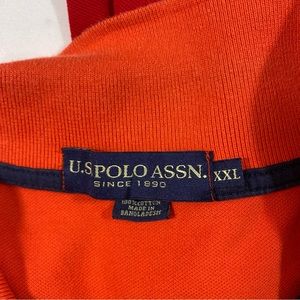 U.S. POLO ASSN.
SINCE 1890
XXL
100% COTTON
MADE IN
BANGLADESH